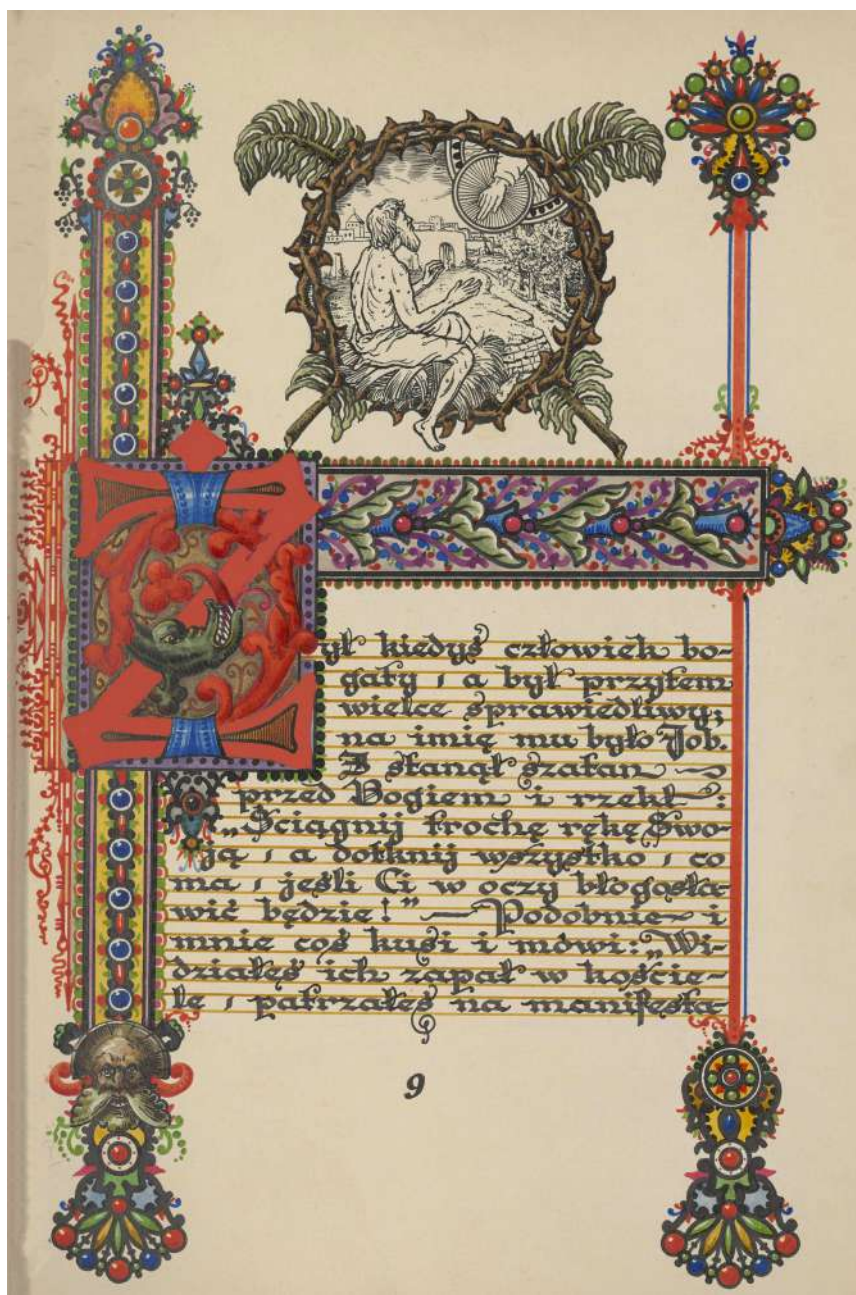 Żył kiedyś człowiek bo-
gaty, a był przytem
wielce sprawiedliwy;
na imię mu było Job.
I stanął szatan
przed Bogiem i rzekł:
„Ściągnij trochę rękę Swo-
ją, a dotknij wszystko, co
ma, jeśli Ci w oczy błogosła-
wić będzie!” — Podobnie i
mnie coś kusi i mówi: „Wi-
działeś ich zapał w koście-
le, patrzałeś na manifesta-
9